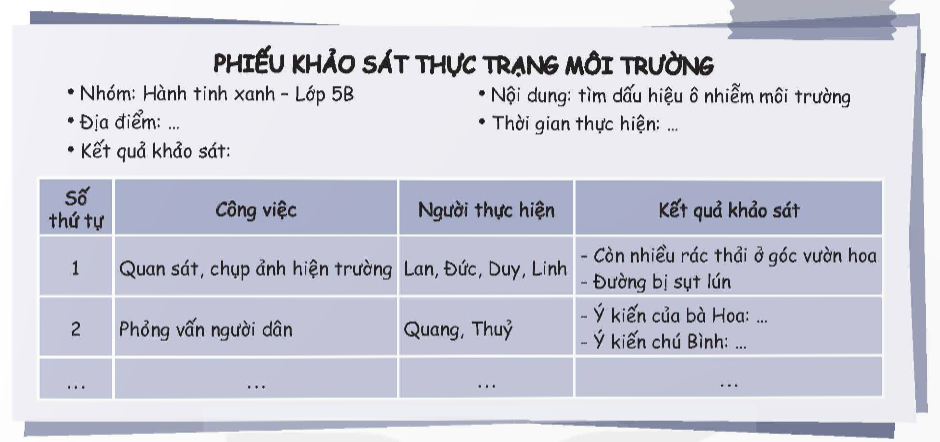 PHIẾU KHẢO SÁT THỰC TRẠNG MÔI TRƯỜNG
• Nhóm: Hành tinh xanh – Lớp 5B
• Nội dung: tìm dấu hiệu ô nhiễm môi trường
• Địa điểm: ...
• Thời gian thực hiện: ...
• Kết quả khảo sát:
Số thứ tự
Công việc
Người thực hiện
Kết quả khảo sát
1
Quan sát, chụp ảnh hiện trường
Lan, Đức, Duy, Linh
- Còn nhiều rác thải ở góc vườn hoa
- Đường bị sụt lún
2
Phỏng vấn người dân
Quang, Thuỷ
- Ý kiến của bà Hoa: ...
- Ý kiến chú Bình: ...
...
...
...
...